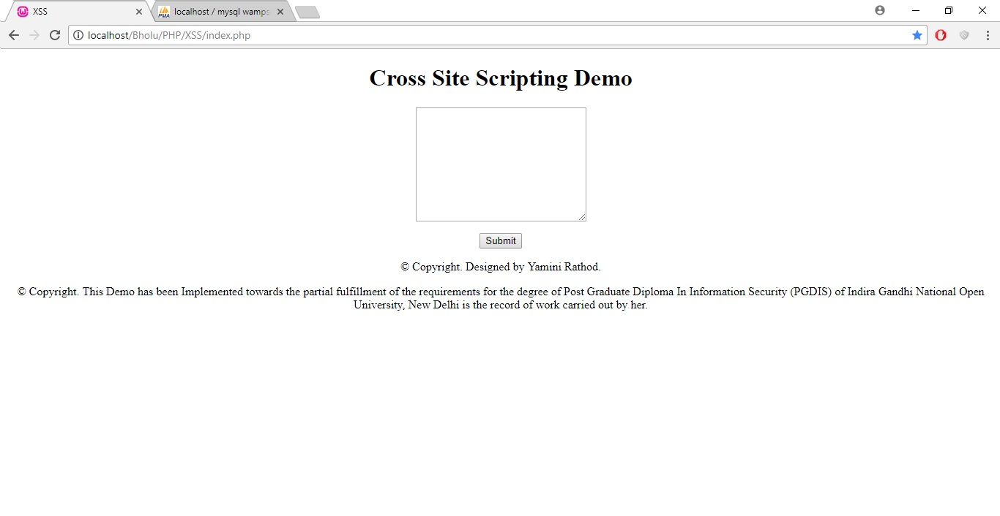 XSS
localhost / mysql wamps
localhost/Bholu/PHP/XSS/index.php
Cross Site Scripting Demo
Submit
© Copyright. Designed by Yamini Rathod.
© Copyright. This Demo has been Implemented towards the partial fulfillment of the requirements for the degree of Post Graduate Diploma In Information Security (PGDIS) of Indira Gandhi National Open
University, New Delhi is the record of work carried out by her.